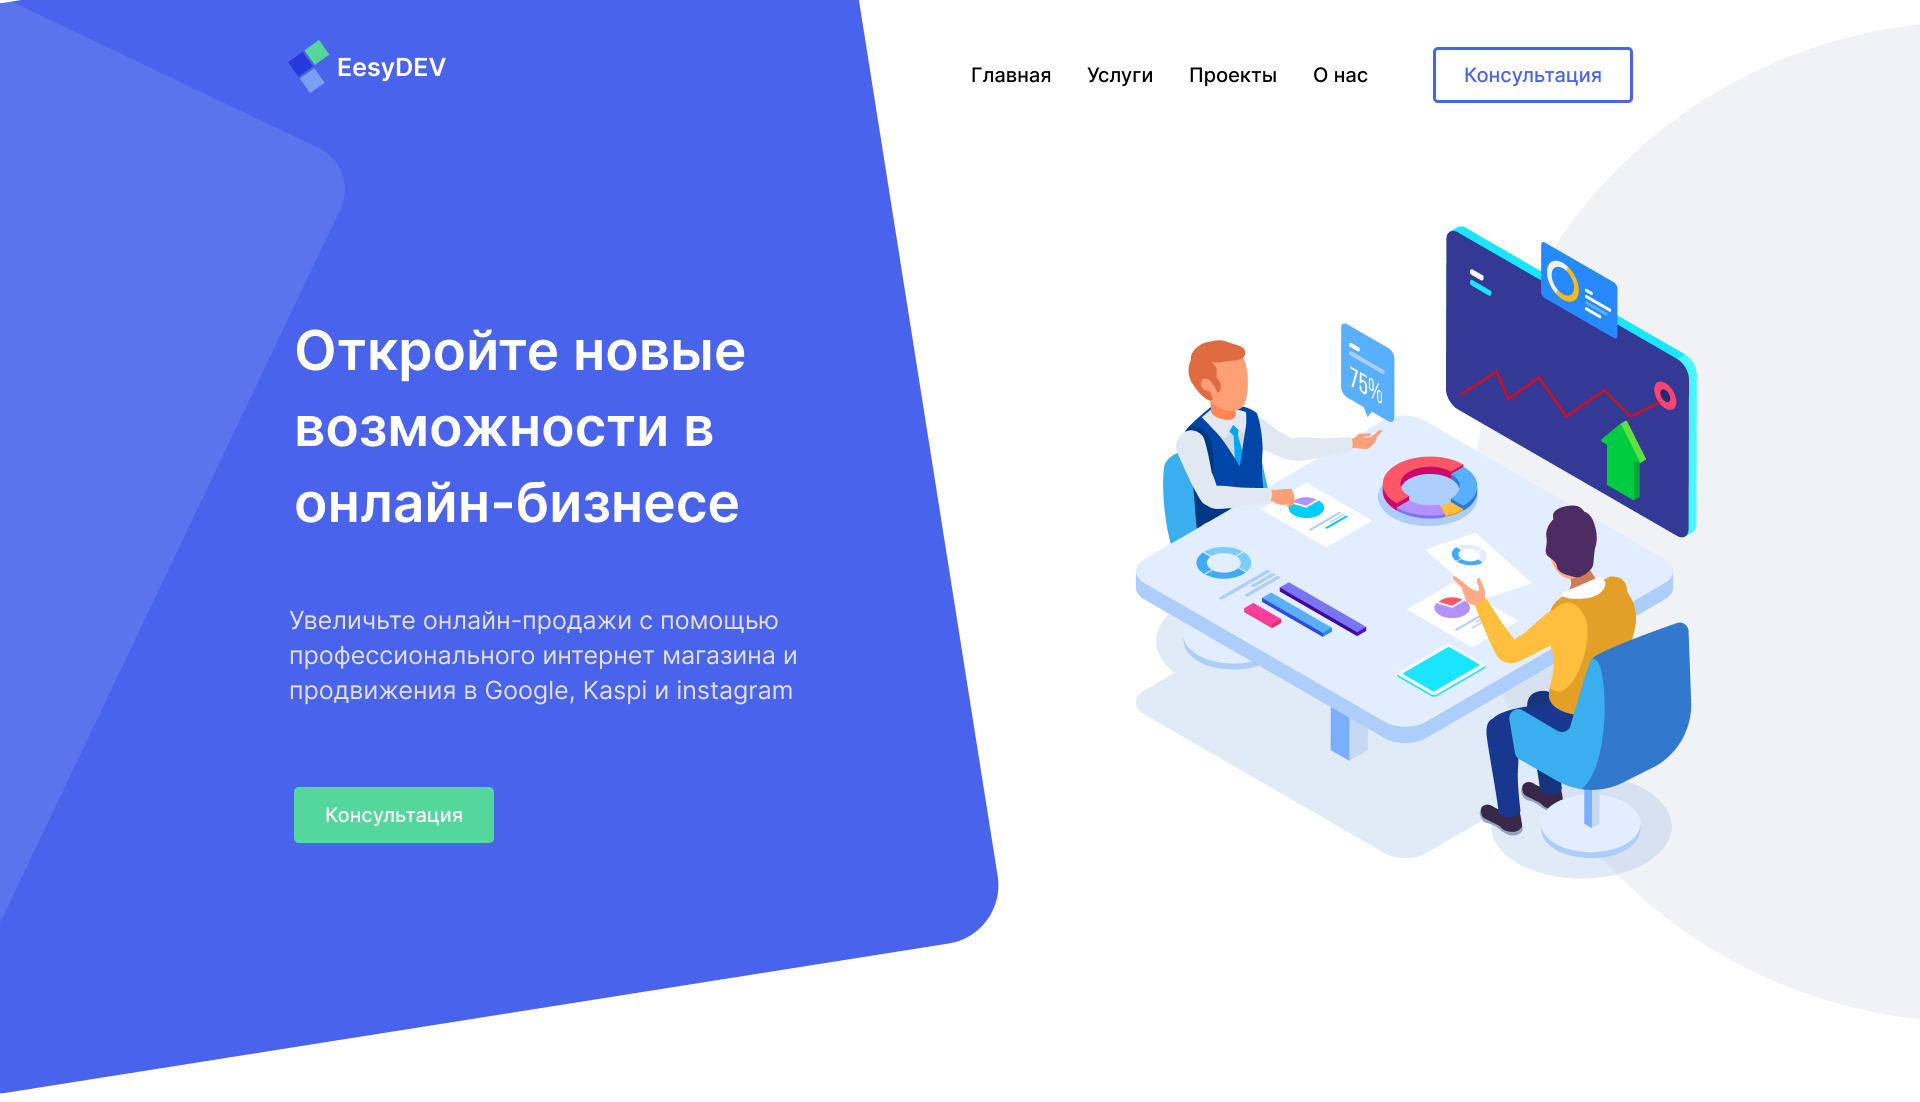 EesyDEV
Главная
Услуги
Проекты
О нас
Консультация
Откройте новые
возможности в
онлайн-бизнесе
Увеличьте онлайн-продажи с помощью
профессионального интернет магазина и
продвижения в Google, Kaspi и instagram
Консультация
75%